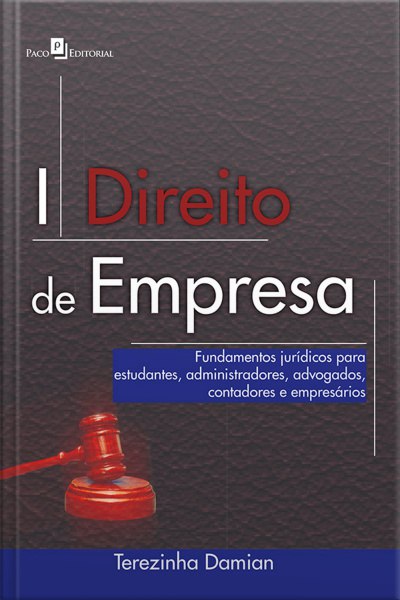 PACO P EDITORIAL
I Direito
de Empresa
Fundamentos jurídicos para
estudantes, administradores, advogados,
contadores e empresários
Terezinha Damian